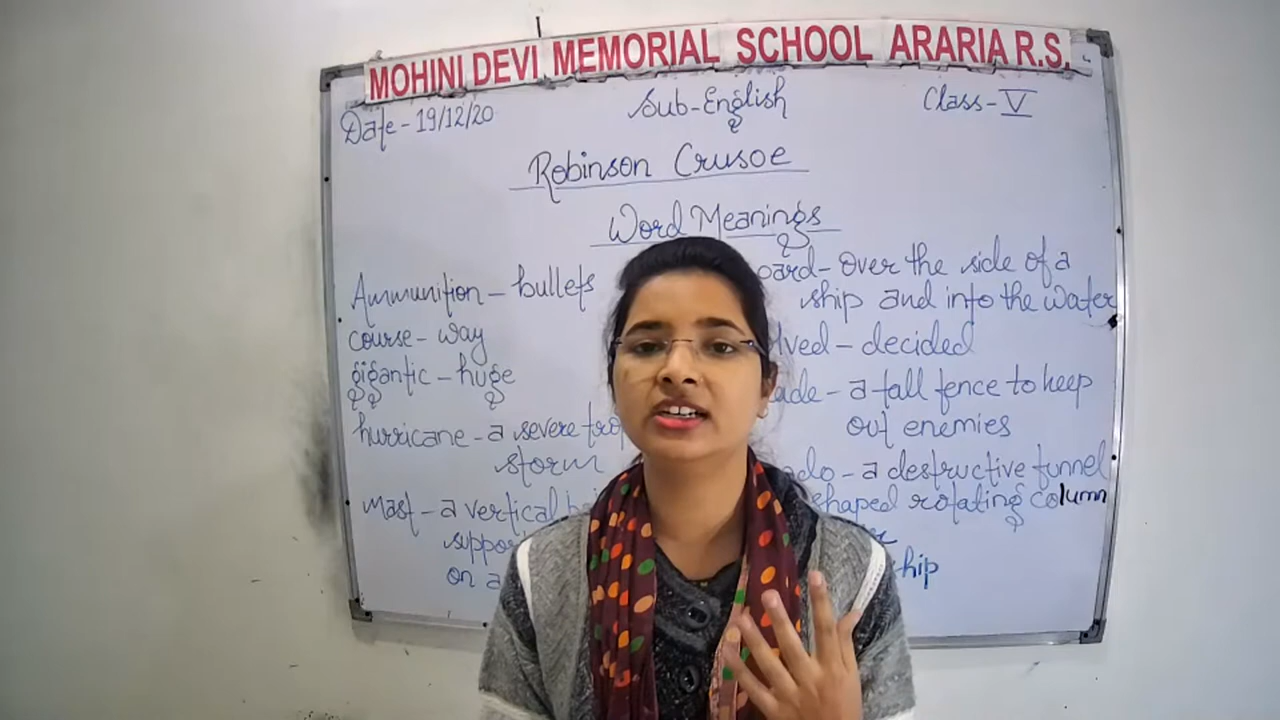 MOHINI DEVI MEMORIAL SCHOOL ARARIA R.S.
Date - 19/12/20 Sub-English Class- V
Robinson Crusoe
Word Meanings
Ammunition - bullets
course - way
gigantic - huge
hurricane - a severe
storm
Mast - a vertical
on a
- Over the side of a
ship and into the water
- decided
- a tall fence to keep
out enemies
- a destructive funnel
shaped rotating column